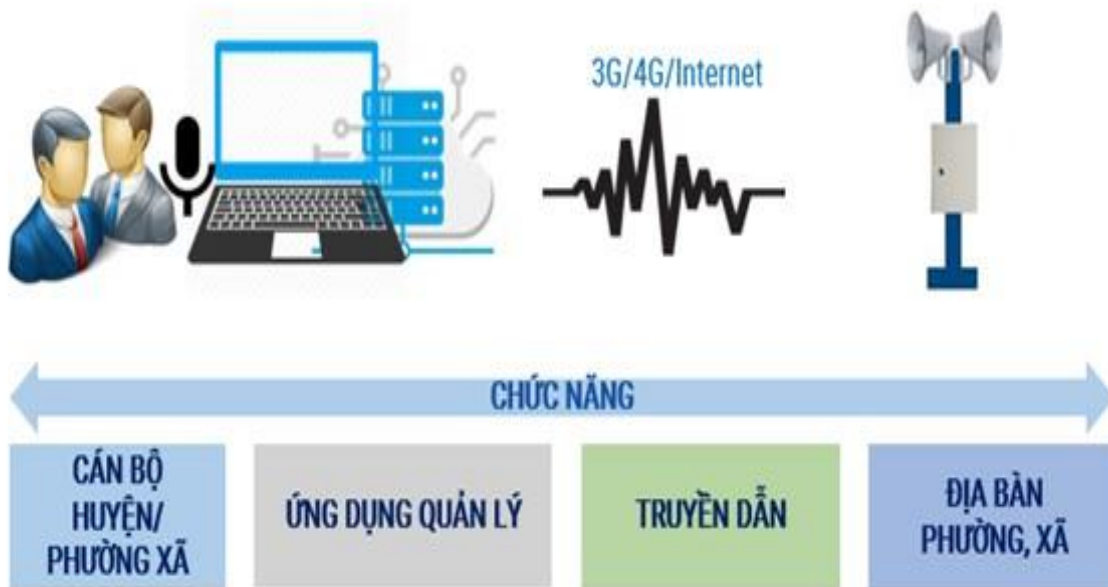 3G/4G/Internet
CHỨC NĂNG
CÁN BỘ
HUYỆN/
PHƯỜNG XÃ
ỨNG DỤNG QUẢN LÝ
TRUYỀN DẪN
ĐỊA BÀN
PHƯỜNG, XÃ